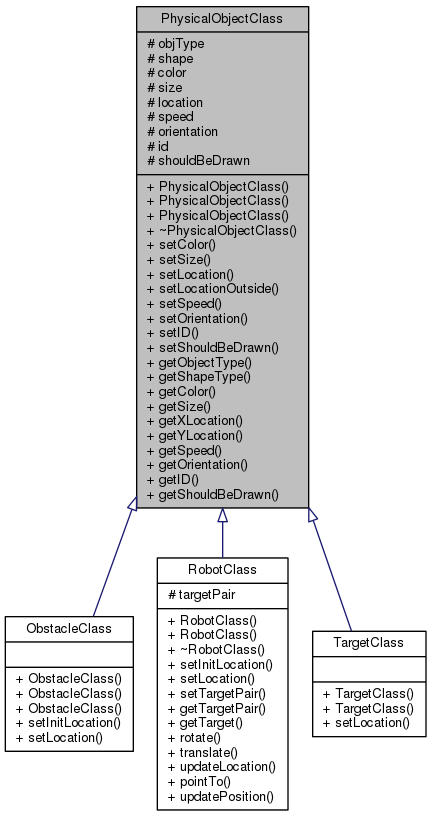 PhysicalObjectClass
# objType
# shape
# color
# size
# location
# speed
# orientation
# id
# shouldBeDrawn
+ PhysicalObjectClass()
+ PhysicalObjectClass()
+ PhysicalObjectClass()
+ ~PhysicalObjectClass()
+ setColor()
+ setSize()
+ setLocation()
+ setLocationOutside()
+ setSpeed()
+ setOrientation()
+ setID()
+ setShouldBeDrawn()
+ getObjectType()
+ getShapeType()
+ getColor()
+ getSize()
+ getXLocation()
+ getYLocation()
+ getSpeed()
+ getOrientation()
+ getID()
+ getShouldBeDrawn()
ObstacleClass
+ ObstacleClass()
+ ObstacleClass()
+ ObstacleClass()
+ setInitLocation()
+ setLocation()
RobotClass
# targetPair
+ RobotClass()
+ RobotClass()
+ ~RobotClass()
+ setInitLocation()
+ setLocation()
+ setTargetPair()
+ getTargetPair()
+ getTarget()
+ rotate()
+ translate()
+ updateLocation()
+ pointTo()
+ updatePosition()
TargetClass
+ TargetClass()
+ TargetClass()
+ setLocation()